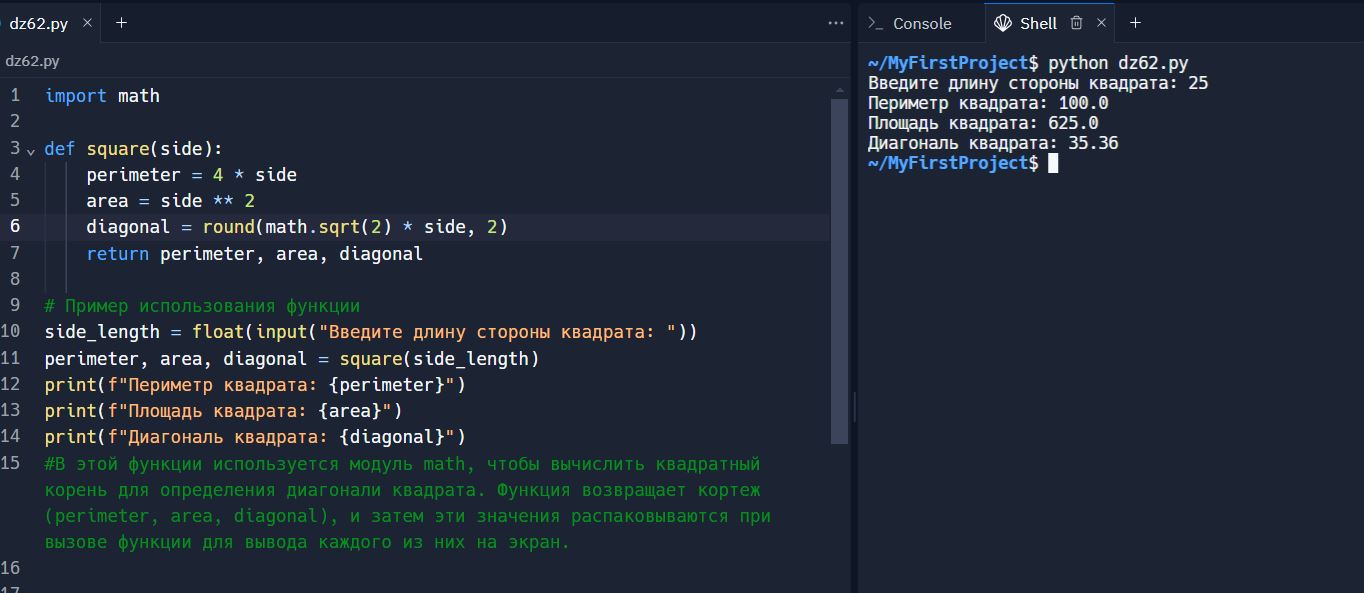 dz62.py
dz62.py
1 import math
2
3 def square(side):
4 perimeter = 4 * side
5 area = side ** 2
6 diagonal = round(math.sqrt(2) * side, 2)
7 return perimeter, area, diagonal
8
9 # Пример использования функции
10 side_length = float(input("Введите длину стороны квадрата: "))
11 perimeter, area, diagonal = square(side_length)
12 print(f"Периметр квадрата: {perimeter}")
13 print(f"Площадь квадрата: {area}")
14 print(f"Диагональ квадрата: {diagonal}")
15 #В этой функции используется модуль math, чтобы вычислить квадратный
корень для определения диагонали квадрата. Функция возвращает кортеж
(perimeter, area, diagonal), и затем эти значения распаковываются при
вызове функции для вывода каждого из них на экран.
16
17
Console Shell
~/MyFirstProject$ python dz62.py
Введите длину стороны квадрата: 25
Периметр квадрата: 100.0
Площадь квадрата: 625.0
Диагональ квадрата: 35.36
~/MyFirstProject$